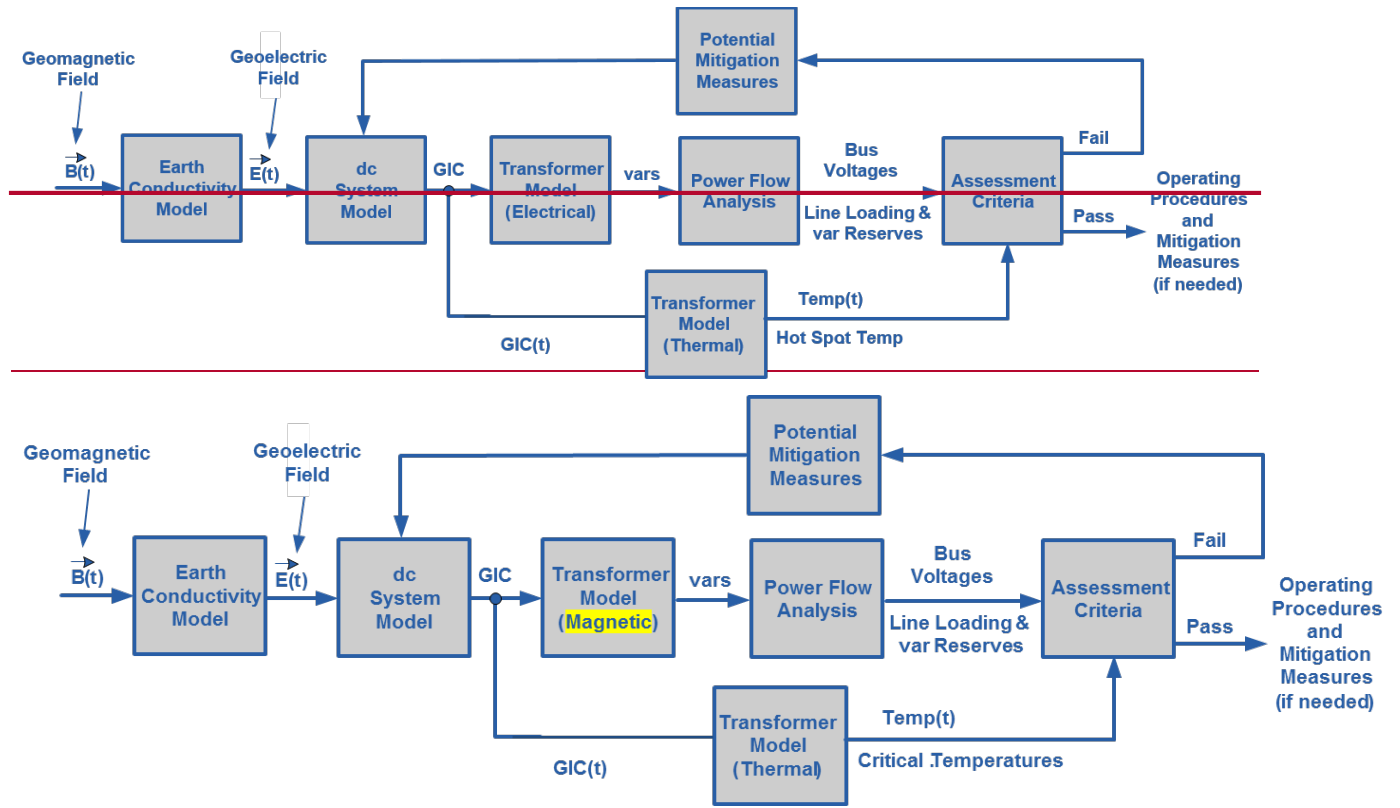 Geomagnetic
Field
Geoelectric
Field
Potential
Mitigation
Measures
B(t)
Earth
Conductivity
Model
E(t)
dc
System
Model
GIC
Transformer
Model
(Electrical)
vars
Power Flow
Analysis
Bus
Voltages
Line Loading &
var Reserves
Assessment
Criteria
Fail
Pass
Operating
Procedures
and
Mitigation
Measures
(if needed)
GIC(t)
Transformer
Model
(Thermal)
Temp(t)
Hot Spot Temp
Geomagnetic
Field
Geoelectric
Field
Potential
Mitigation
Measures
B(t)
Earth
Conductivity
Model
E(t)
dc
System
Model
GIC
Transformer
Model
(Magnetic)
vars
Power Flow
Analysis
Bus
Voltages
Line Loading &
var Reserves
Assessment
Criteria
Fail
Pass
Operating
Procedures
and
Mitigation
Measures
(if needed)
GIC(t)
Transformer
Model
(Thermal)
Temp(t)
Critical .Temperatures